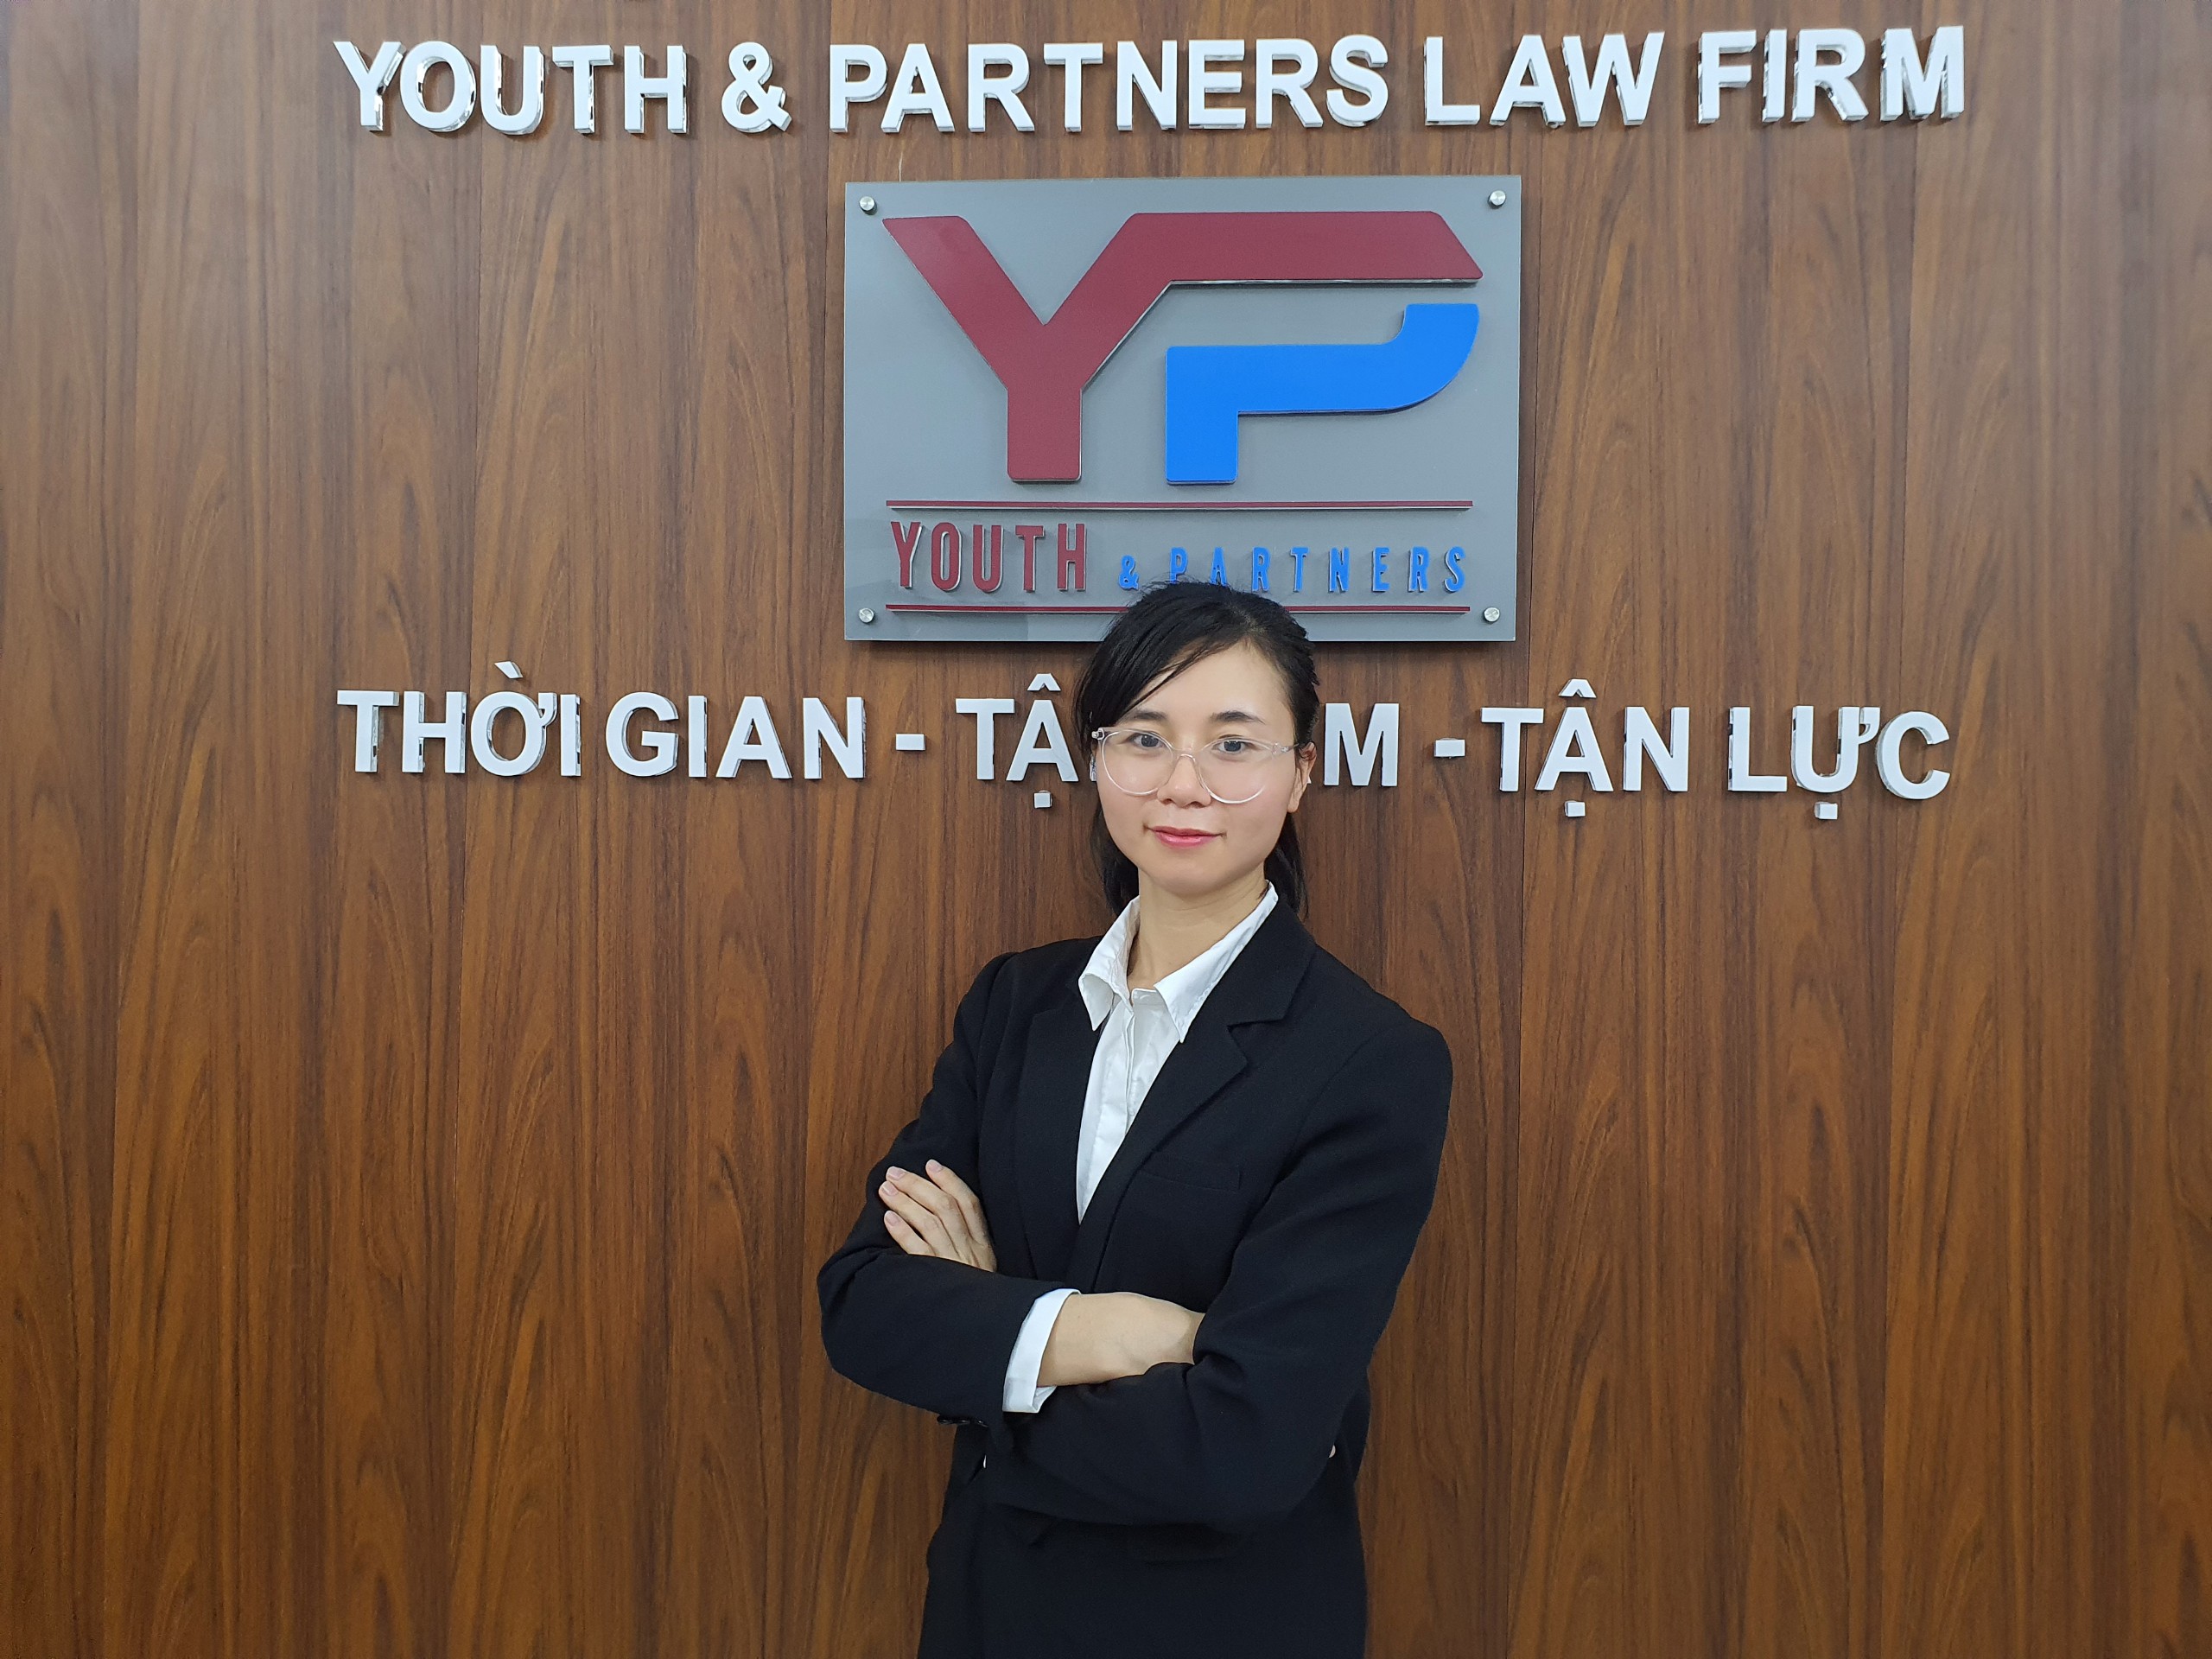 YOUTH & PARTNERS LAW FIRM
YP
YOUTH & PARTNERS
THỜI GIAN - - TẬN LỰC